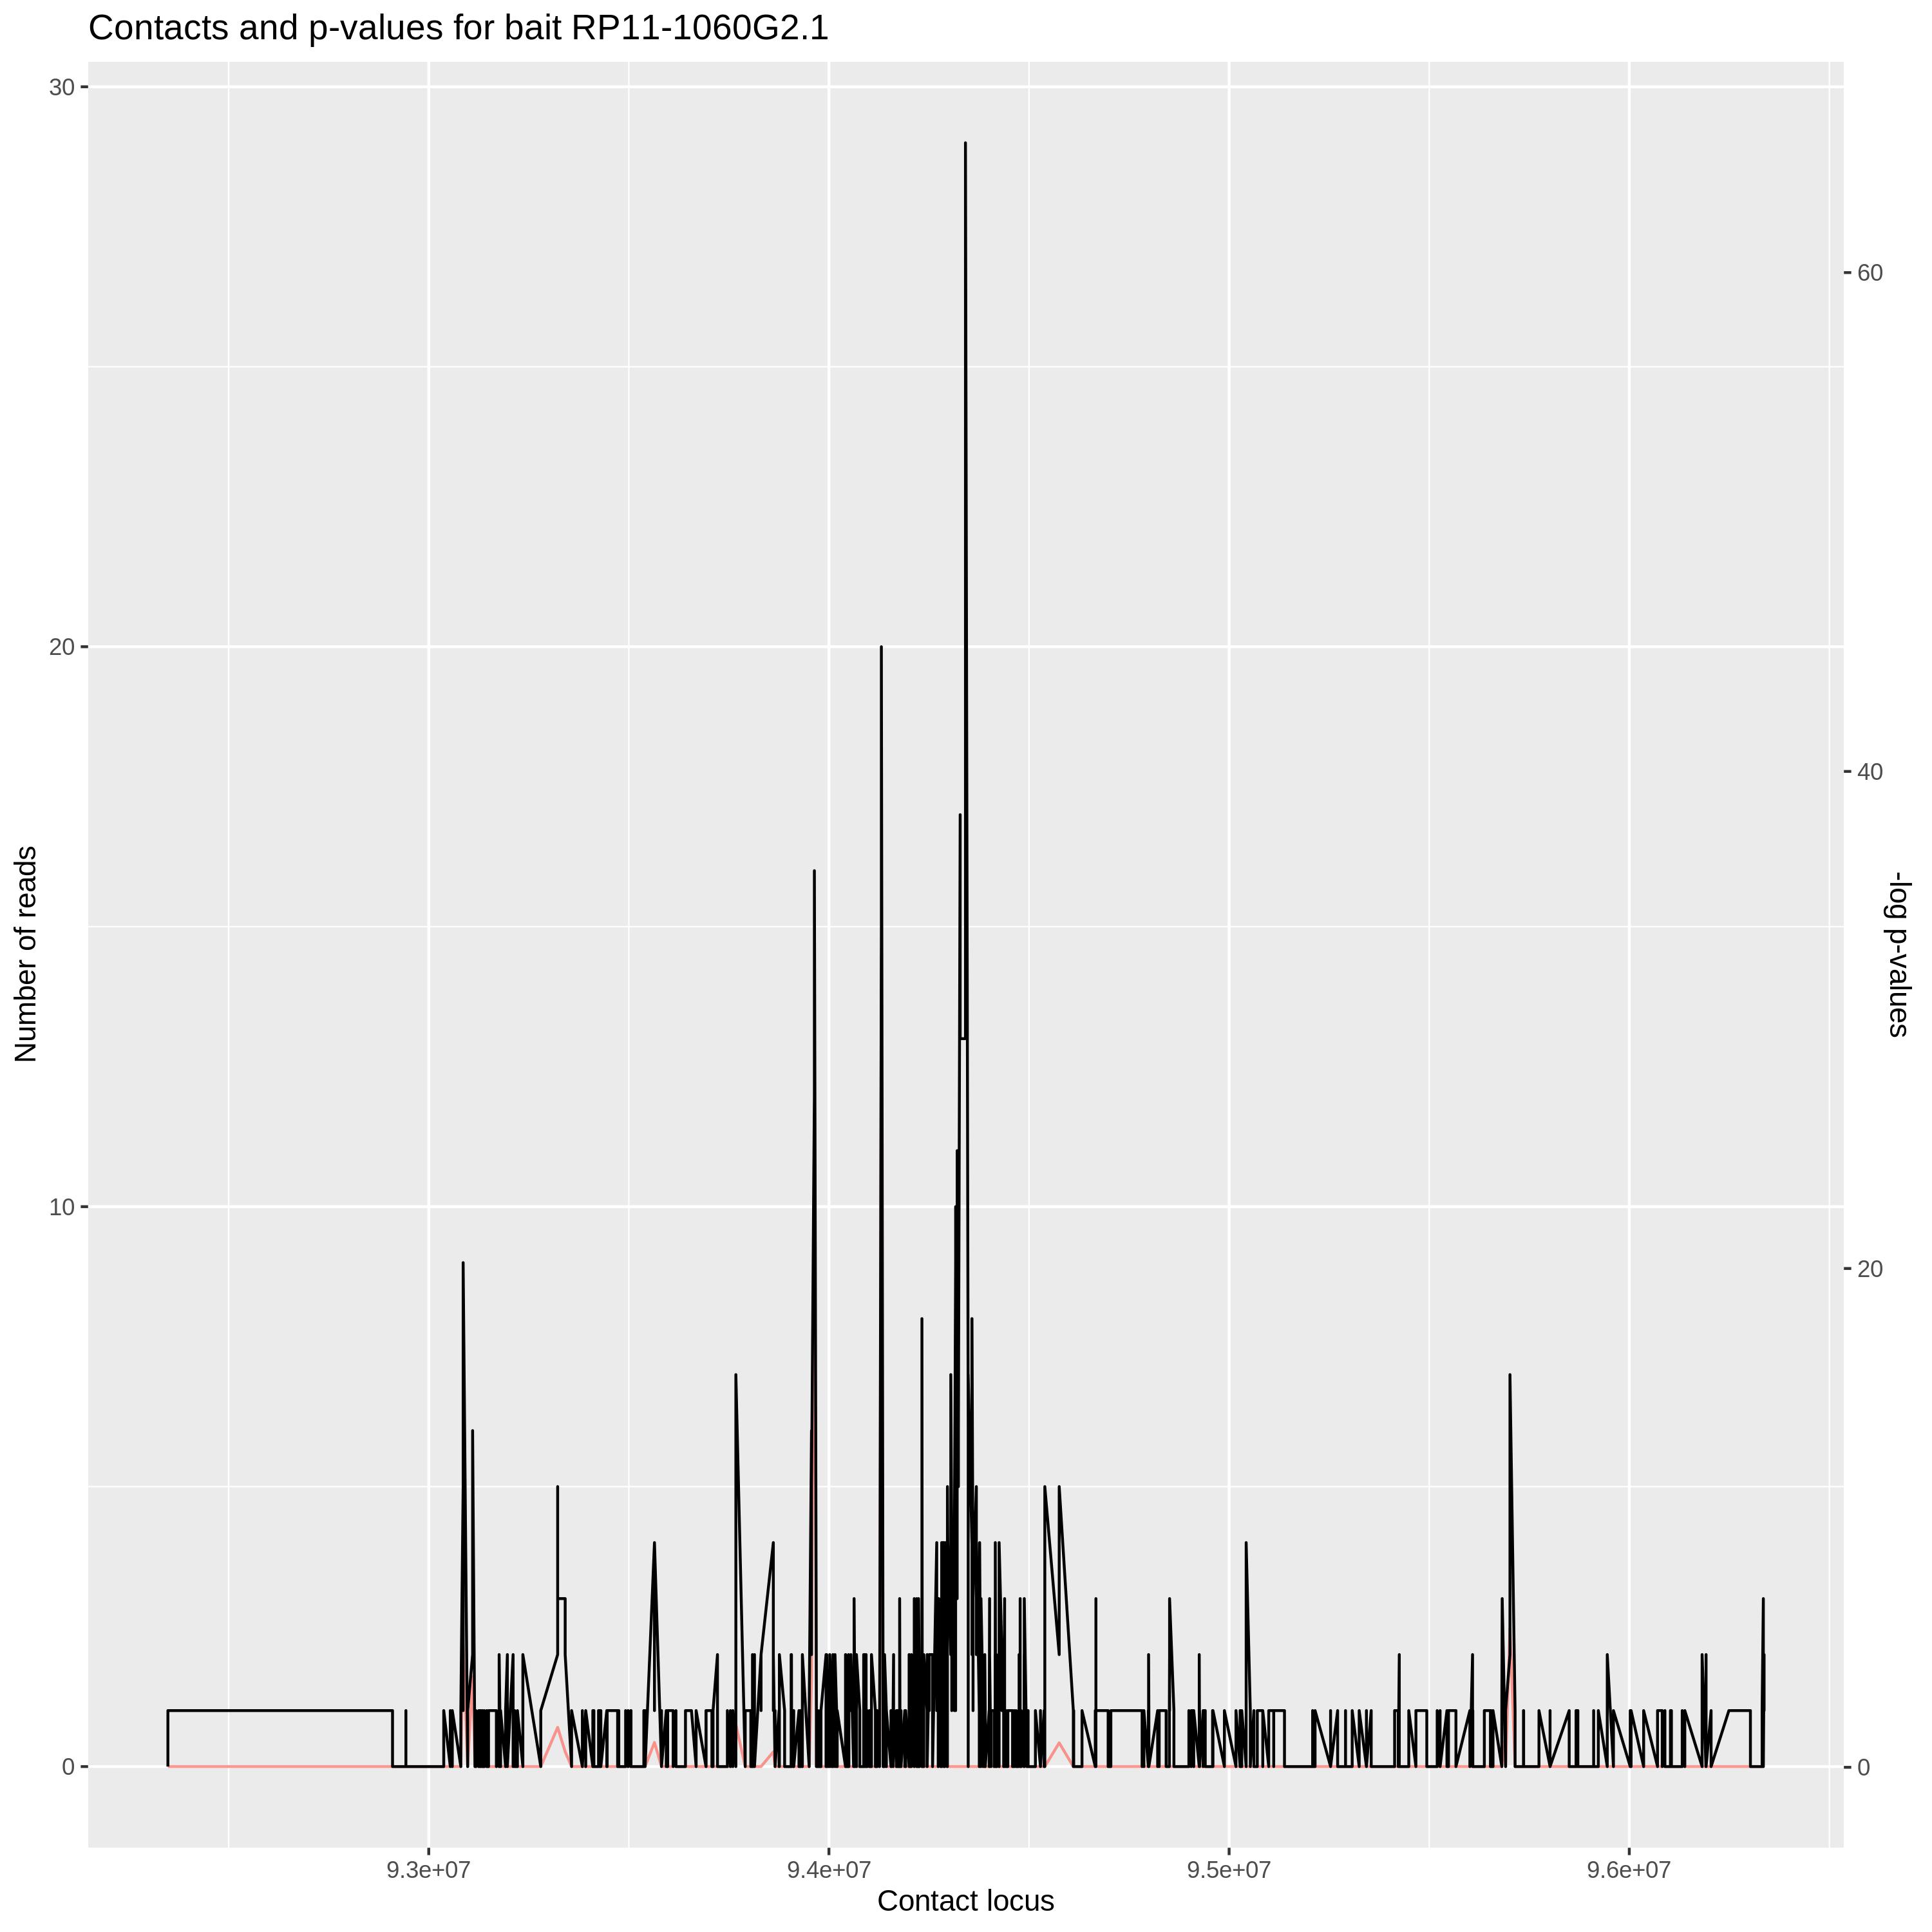 Contacts and p-values for bait RP11-1060G2.1
30
20
10
0
Number of reads
60
40
20
0
-log p-values
9.3e+07
9.4e+07
9.5e+07
9.6e+07
Contact locus